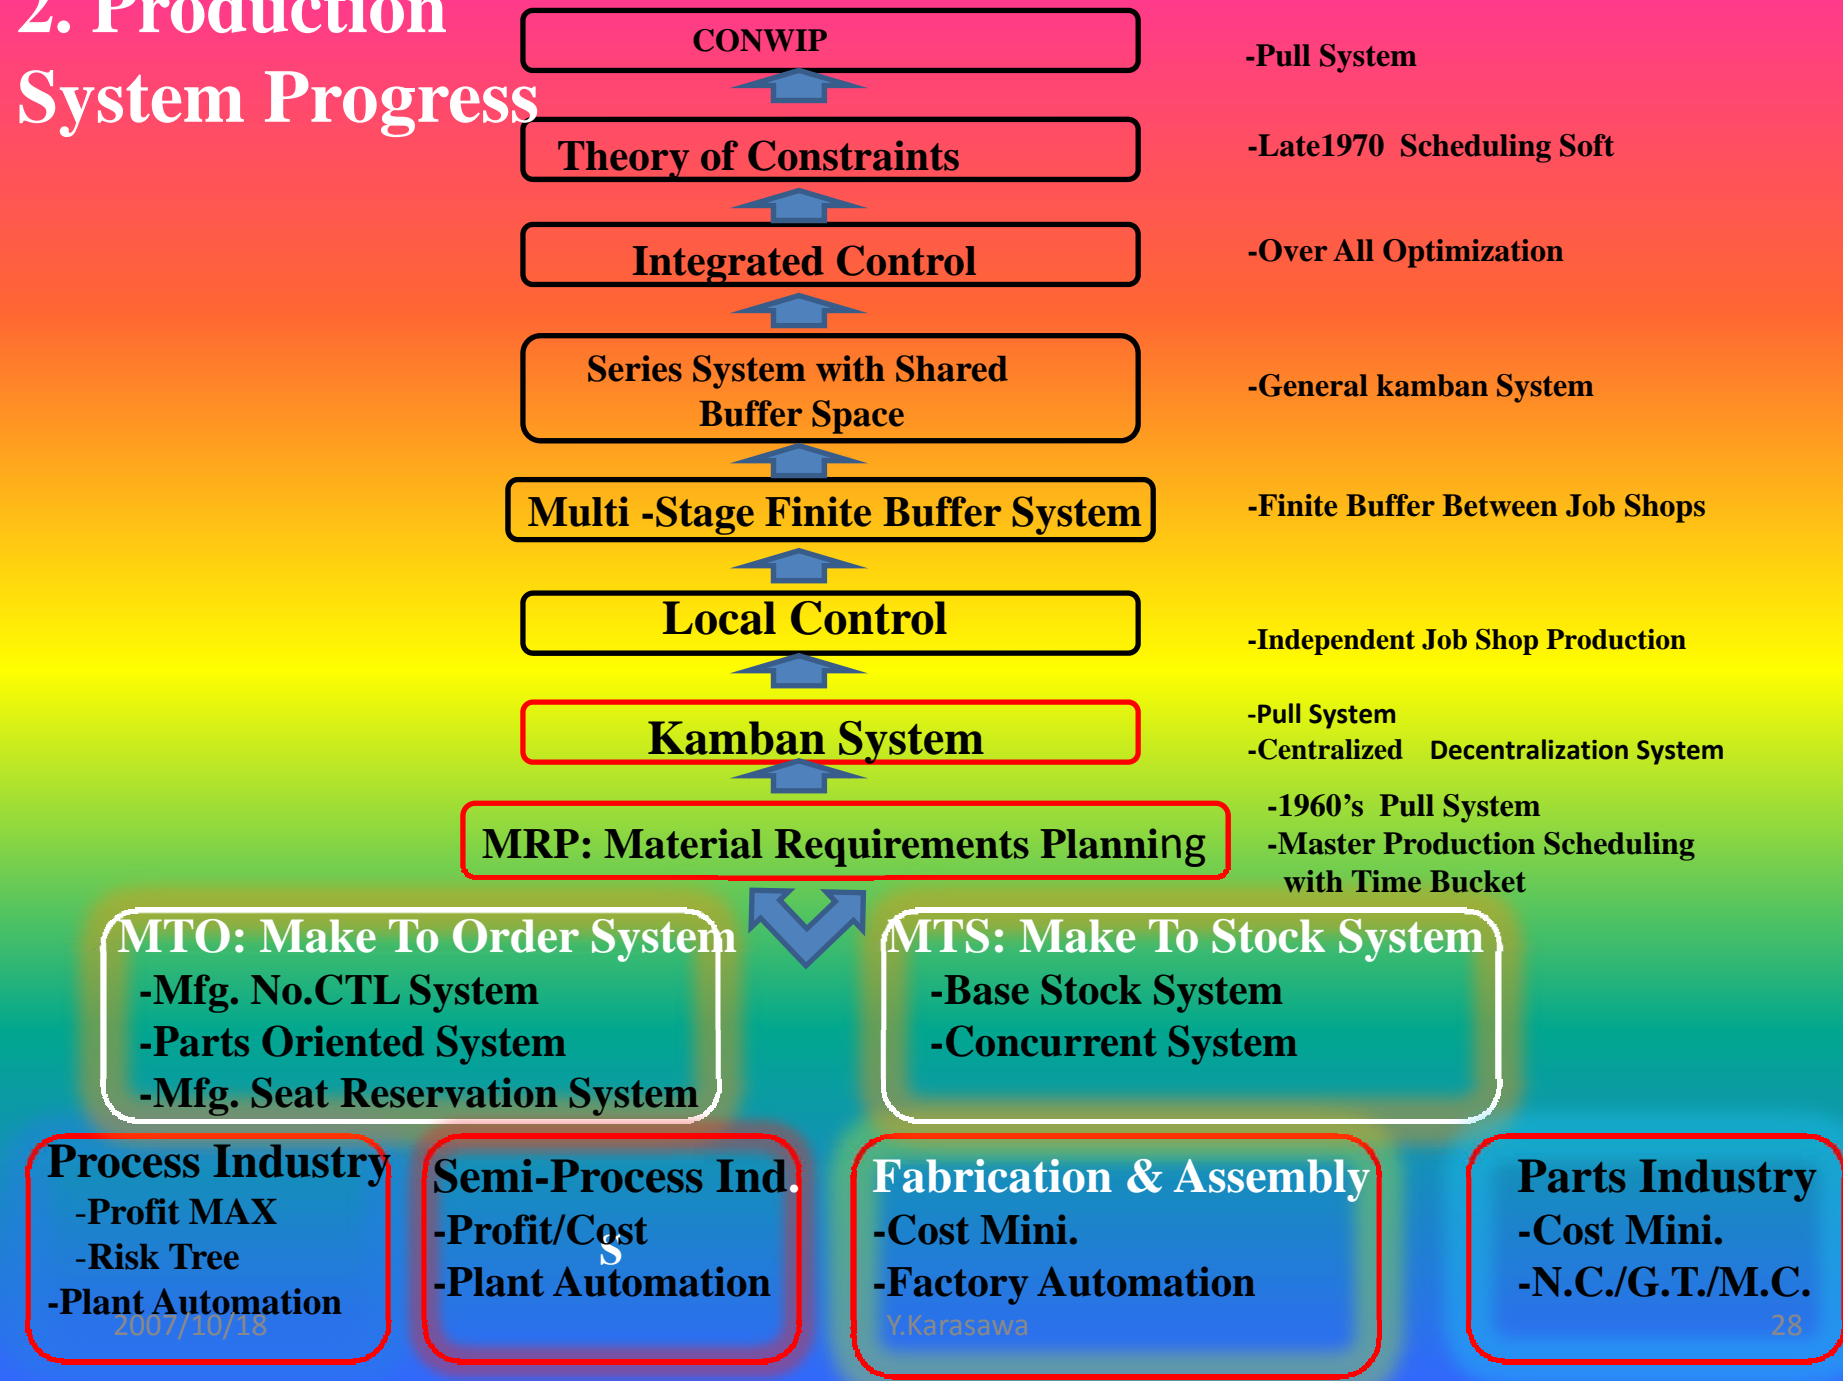 2. Production
System Progress
CONWIP
-Pull System
Theory of Constraints
-Late1970  Scheduling Soft
Integrated Control
-Over All Optimization
Series System with Shared
Buffer Space
-General kamban System
Multi -Stage Finite Buffer System
-Finite Buffer Between Job Shops
Local Control
-Independent Job Shop Production
Kamban System
-Pull System
-Centralized    Decentralization System
MRP: Material Requirements Planning
-1960’s  Pull System
-Master Production Scheduling
with Time Bucket
MTO: Make To Order System
-Mfg. No.CTL System
-Parts Oriented System
-Mfg. Seat Reservation System
MTS: Make To Stock System
-Base Stock System
-Concurrent System
Process Industry
-Profit MAX
-Risk Tree
-Plant Automation
Semi-Process Ind.
s
-Profit/Cost
-Plant Automation
Fabrication & Assembly
-Cost Mini.
-Factory Automation
Parts Industry
-Cost Mini.
-N.C./G.T./M.C.
2007/10/18
Y.Karasawa
28